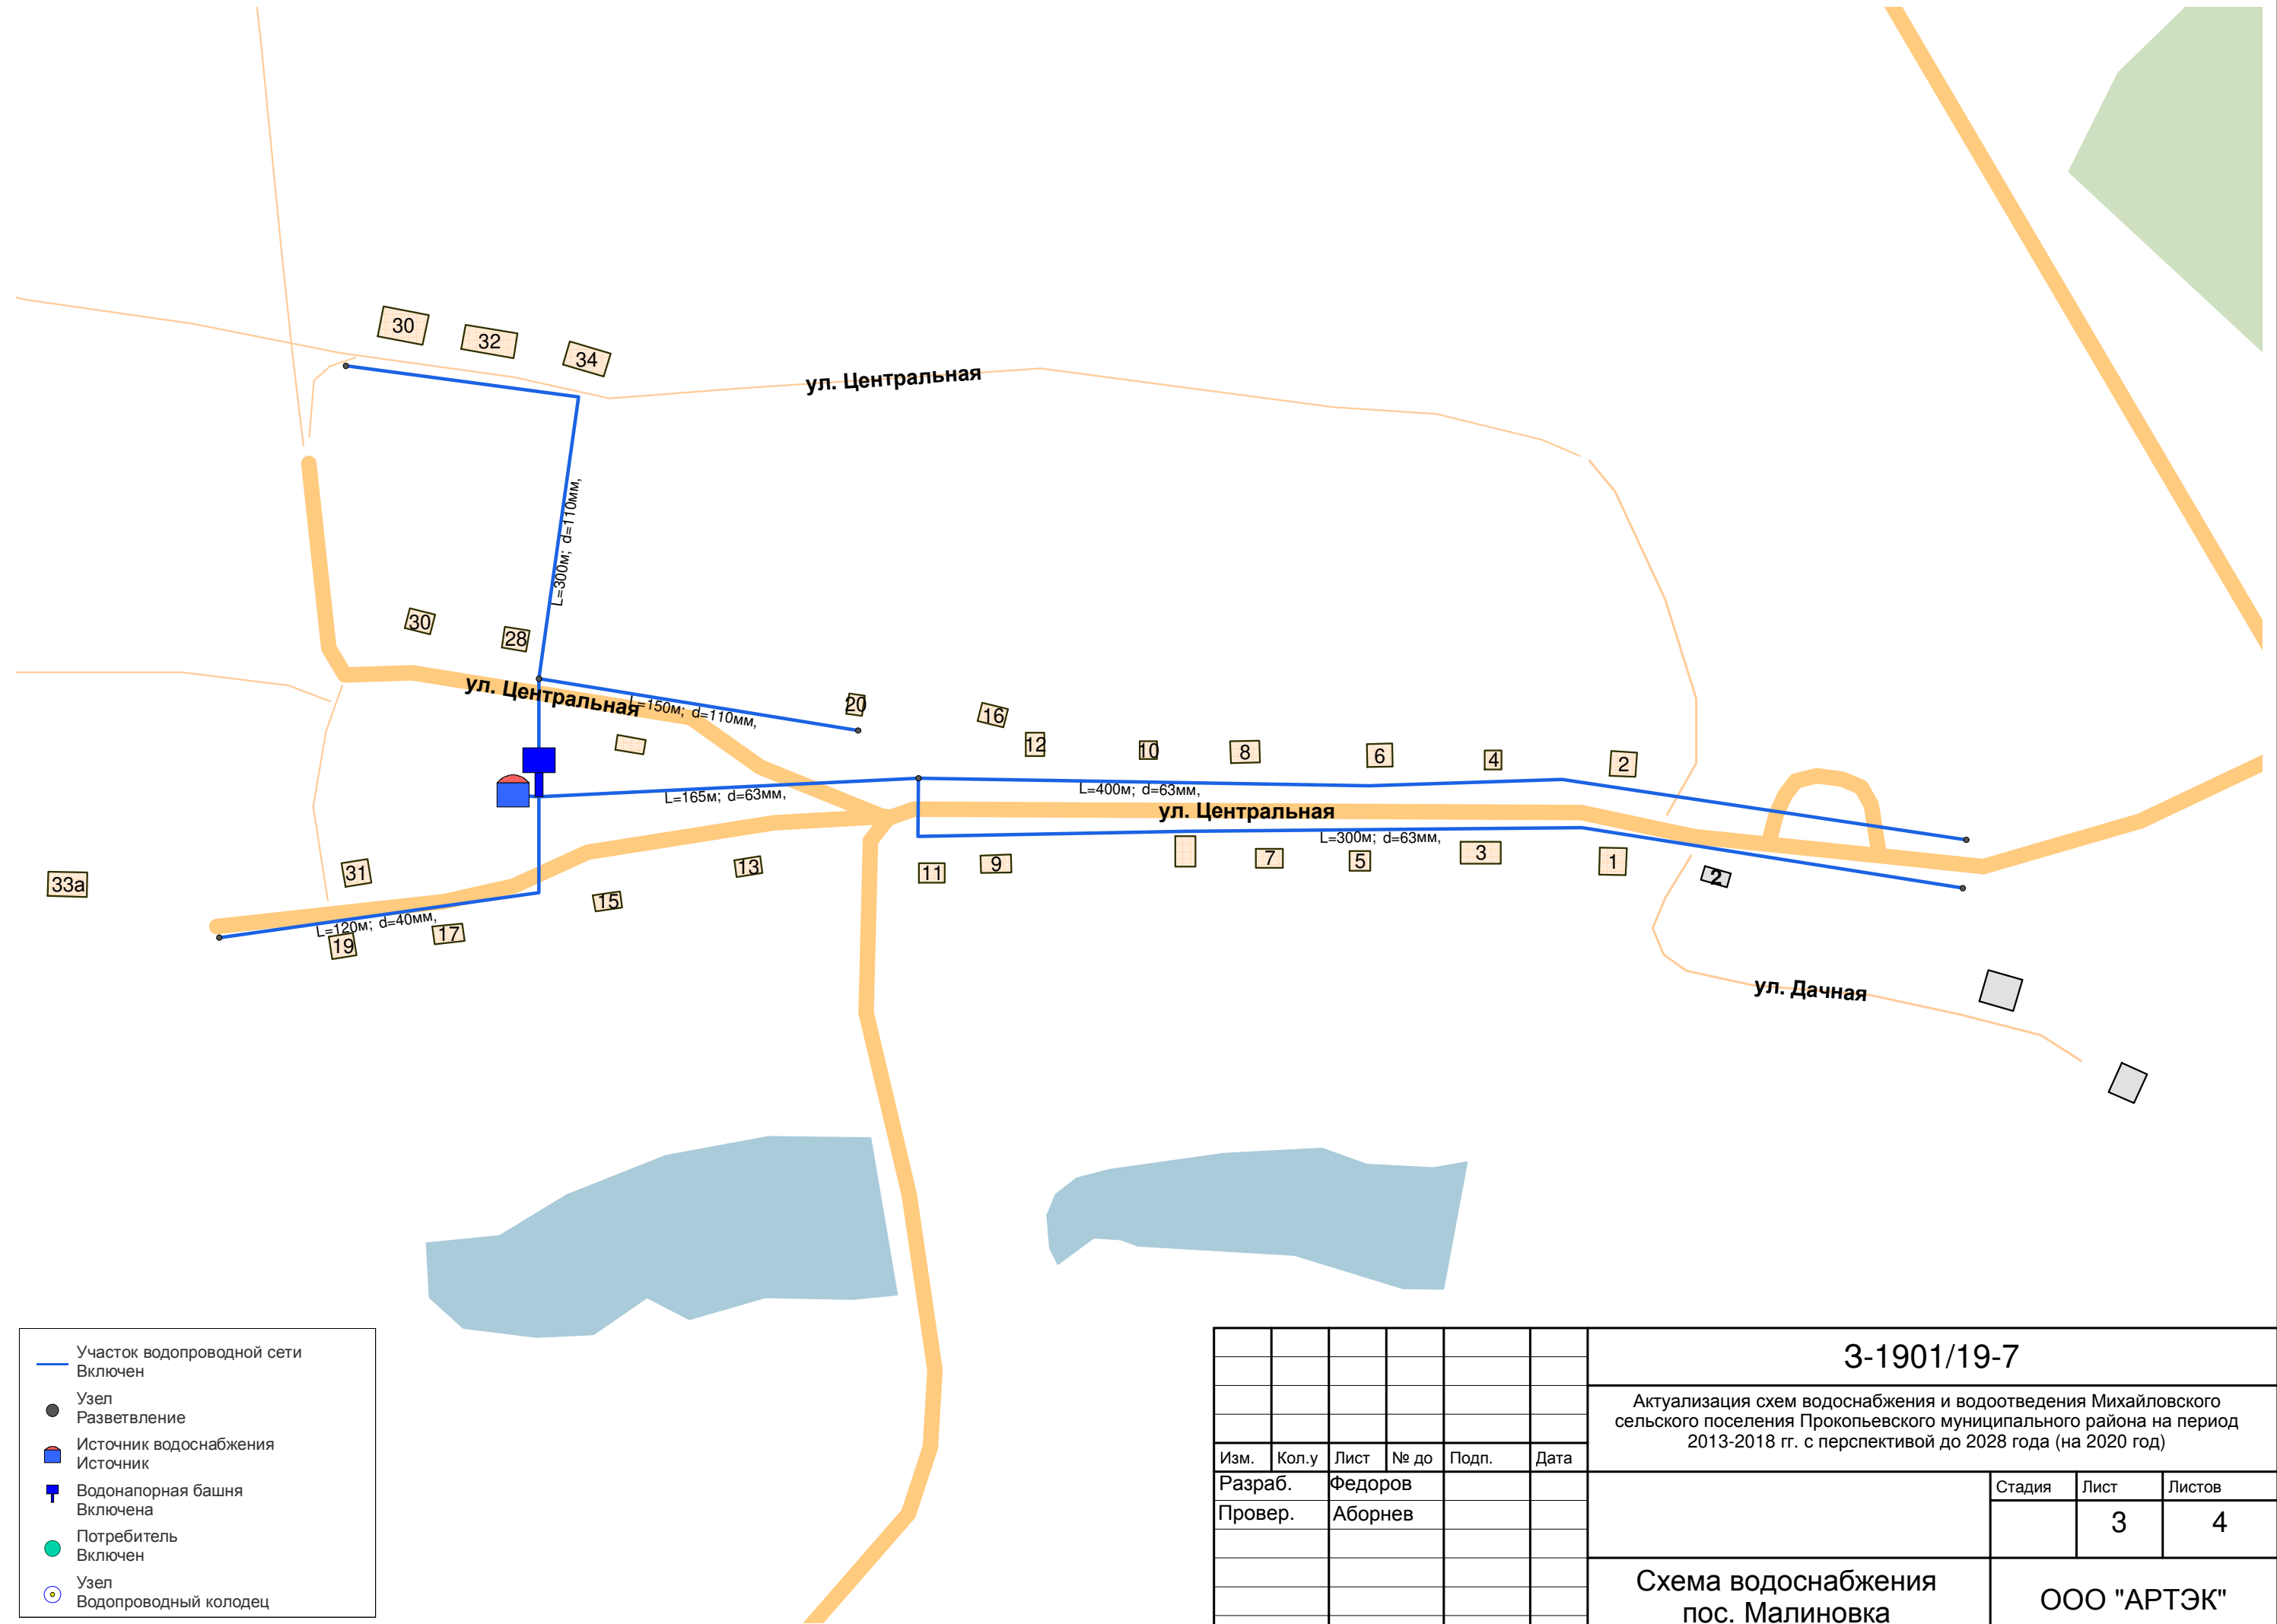 30
32
34
ул. Центральная
L=300м; d=110мм,
30
28
ул. Центральная
L=150м; d=110мм,
20
16
12
10
8
6
4
2
L=165м; d=63мм,
L=400м; d=63мм,
ул. Центральная
L=300м; d=63мм,
33а
31
13
11
9
7
5
3
1
2
15
L=120м; d=40мм,
19
17
ул. Дачная
Участок водопроводной сети
Включен
Узел
Разветвление
Источник водоснабжения
Источник
Водонапорная башня
Включена
Потребитель
Включен
Узел
Водопроводный колодец
3-1901/19-7
Актуализация схем водоснабжения и водоотведения Михайловского
сельского поселения Прокопьевского муниципального района на период
2013-2018 гг. с перспективой до 2028 года (на 2020 год)
Изм. Кол.у Лист № до Подп. Дата
Разраб. Федоров
Провер. Аборнев
Стадия Лист Листов
3 4
Схема водоснабжения
пос. Малиновка
ООО "АРТЭК"